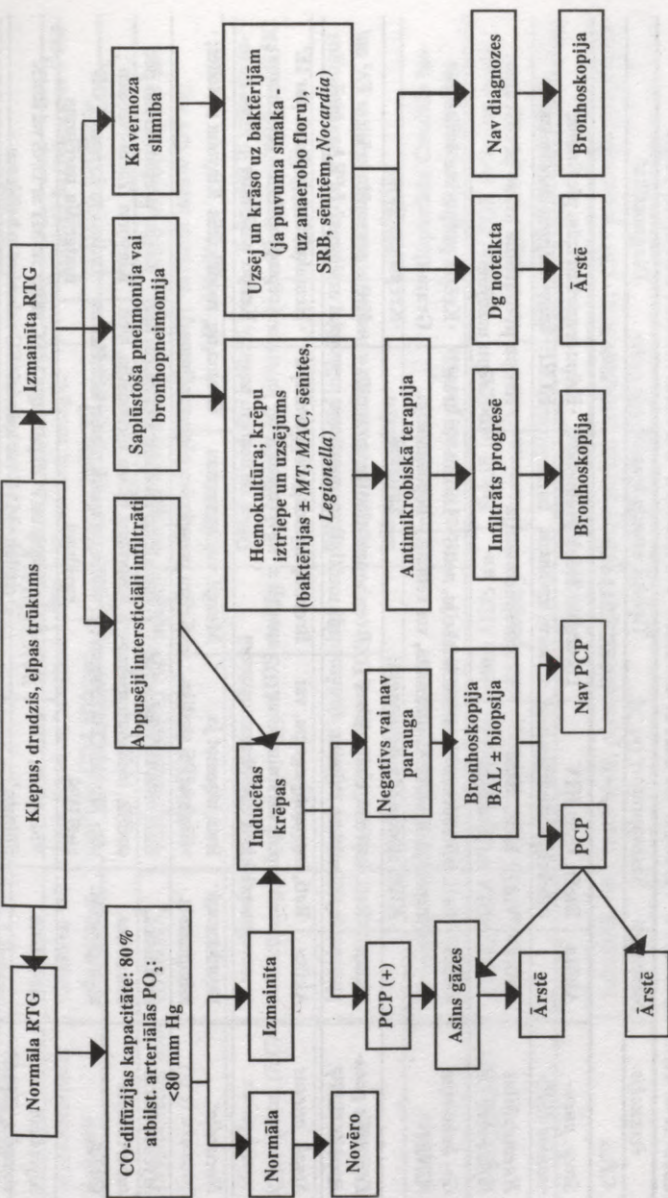 Klepus, drudzis, elpas trūkums
Normāla RTG
Izmainīta RTG
CO-difūzijas kapacitāte: 80%
atbilst. arteriālās PO₂:
<80 mm Hg
Normāla
Izmainīta
Novēro
Abpusēji intersticiāli infiltrāti
Saplūstoša pneimonija vai
bronhopneimonija
Kavernoza
slimība
Inducētas
krēpas
Hemokultūra; krēpu
iztriepe un uzsējums
(baktērijas ± MT, MAC, sēnītes,
Legionella)
Uzsēj un krāso uz baktērijām
(ja puvuma smaka -
uz anaerobo floru),
SRB, sēnītēm, Nocardia)
PCP (+)
Negatīvs vai nav
parauga
Antimikrobiskā terapija
Dg noteikta
Nav diagnozes
Asins gāzes
Bronhoskopija
BAL ± biopsija
Infiltrāts progresē
Ārstē
Bronhoskopija
Ārstē
PCP
Nav PCP
Bronhoskopija
Ārstē